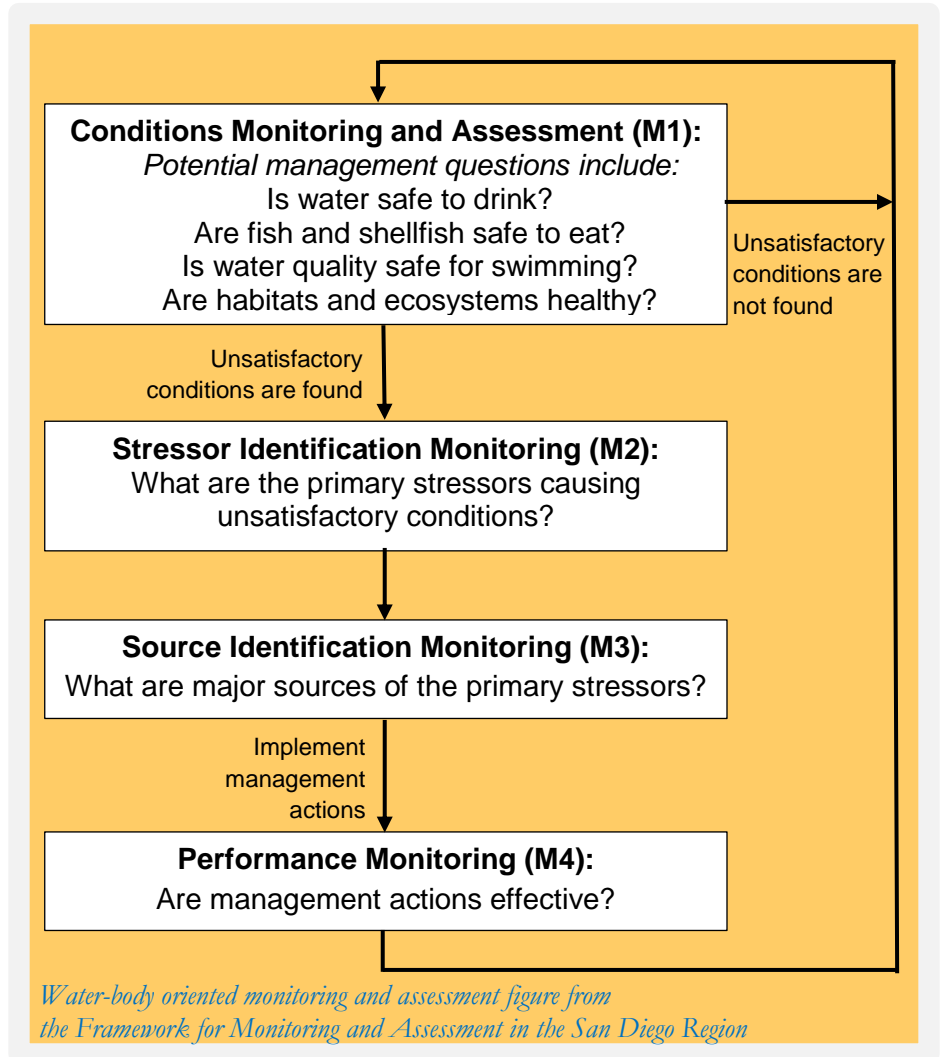 Conditions Monitoring and Assessment (M1):
Potential management questions include:
Is water safe to drink?
Are fish and shellfish safe to eat?
Is water quality safe for swimming?
Are habitats and ecosystems healthy?
Unsatisfactory
conditions are
not found
Unsatisfactory
conditions are found
Stressor Identification Monitoring (M2):
What are the primary stressors causing
unsatisfactory conditions?
Source Identification Monitoring (M3):
What are major sources of the primary stressors?
Implement
management
actions
Performance Monitoring (M4):
Are management actions effective?
Water-body oriented monitoring and assessment figure from
the Framework for Monitoring and Assessment in the San Diego Region